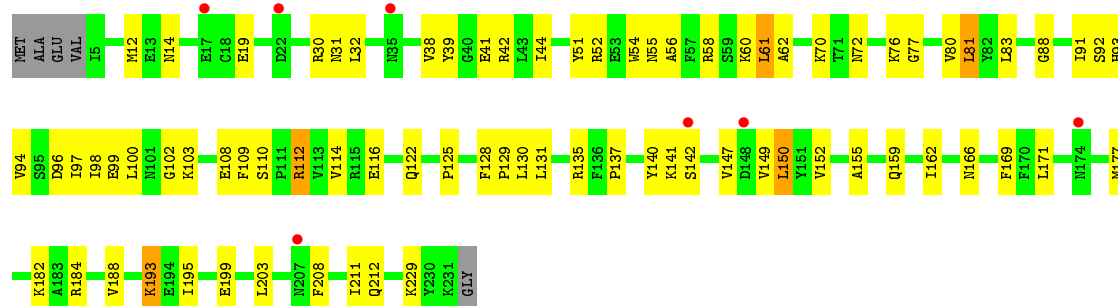 MET ALA GLU VAL I5 M12 E13 N14 E17 C18 E19 D22 R30 N31 L32 N35 V38 Y39 G40 E41 R42 L43 I44 Y51 R52 E53 W54 N55 A56 F57 R58 S59 K60 L61 A62 K70 T71 N72 K76 G77 V80 L81 Y82 L83 G88 I91 S92 H93
V94 S95 D96 I97 I98 E99 L100 N101 G102 K103 E108 F109 S110 P111 R112 V113 V114 R115 E116 Q122 P125 F128 P129 L130 L131 R135 F136 P137 Y140 K141 S142 V147 D148 V149 L150 Y151 V152 A155 Q159 I162 N166 F169 F170 L171 N174 M177
K182 A183 R184 V188 K193 E194 I195 E199 L203 N207 F208 I211 Q212 K229 Y230 K231 GLY